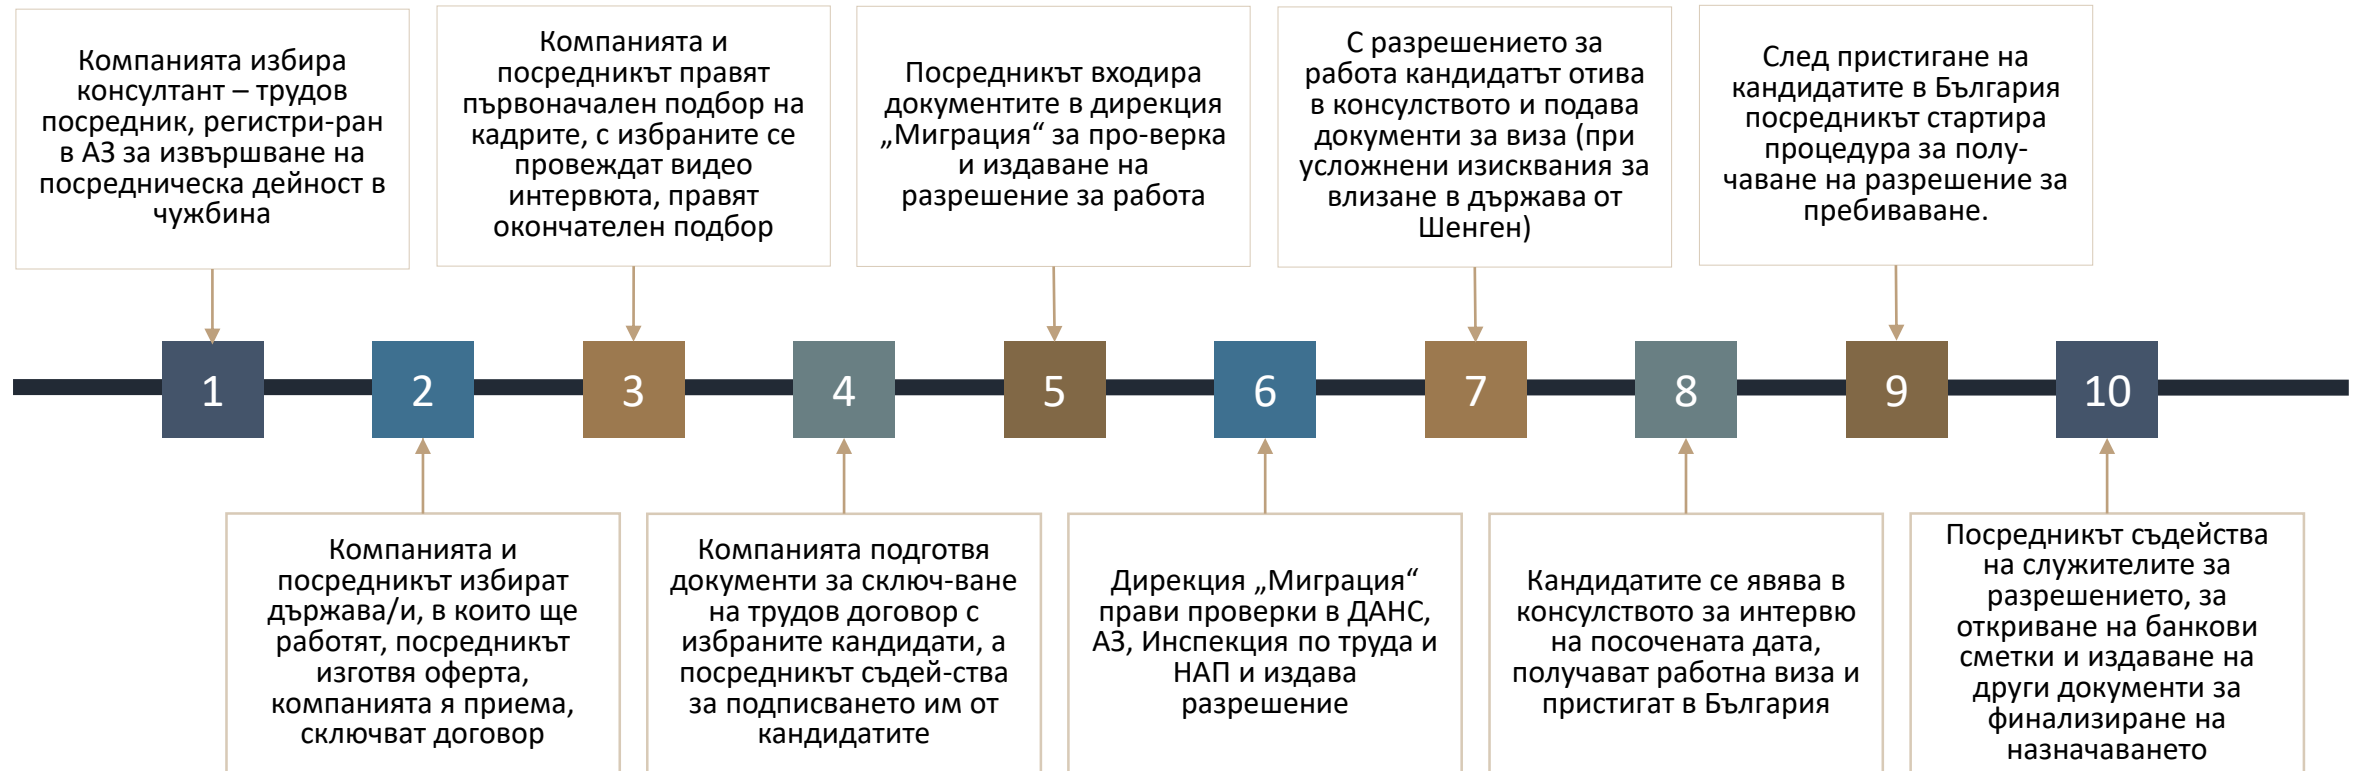 Компанията избира
консултант – трудов
посредник, регистри-ран
в АЗ за извършване на
посредническа дейност в
чужбина
Компанията и
посредникът правят
първоначален подбор на
кадрите, с избраните се
провеждат видео
интервюта, правят
окончателен подбор
Посредникът входира
документите в дирекция
„Миграция“ за про-верка
и издаване на
разрешение за работа
С разрешението за
работа кандидатът отива
в консулството и подава
документи за виза (при
усложнени изисквания за
влизане в държава от
Шенген)
След пристигане на
кандидатите в България
посредникът стартира
процедура за полу-
чаване на разрешение за
пребиваване.
1
2
3
4
5
6
7
8
9
10
Компанията и
посредникът избират
държава/и, в които ще
работят, посредникът
изготвя оферта,
компанията я приема,
сключват договор
Компанията подготвя
документи за сключ-ване
на трудов договор с
избраните кандидати, а
посредникът съдей-ства
за подписването им от
кандидатите
Дирекция „Миграция“
прави проверки в ДАНС,
АЗ, Инспекция по труда и
НАП и издава
разрешение
Кандидатите се явява в
консулството за интервю
на посочената дата,
получават работна виза и
пристигат в България
Посредникът съдейства
на служителите за
разрешението, за
откриване на банкови
сметки и издаване на
други документи за
финализиране на
назначаването